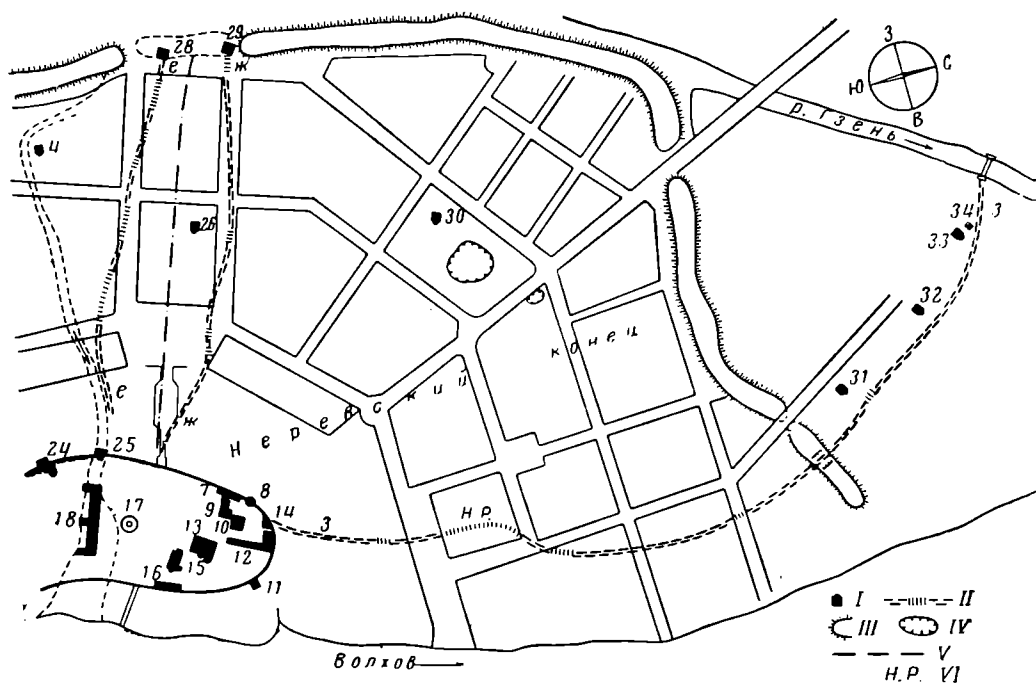 28
29
е
ж
З
С
Ю
В
р. Гзень
4
26
30
34
З
33
32
31
Неревский конец
е
ж
24
25
7
8
9
10
14
18
17
13
12
З
Н.Р.
15
16
11
Волхов
I
II
III
IV
V
Н.Р. VI